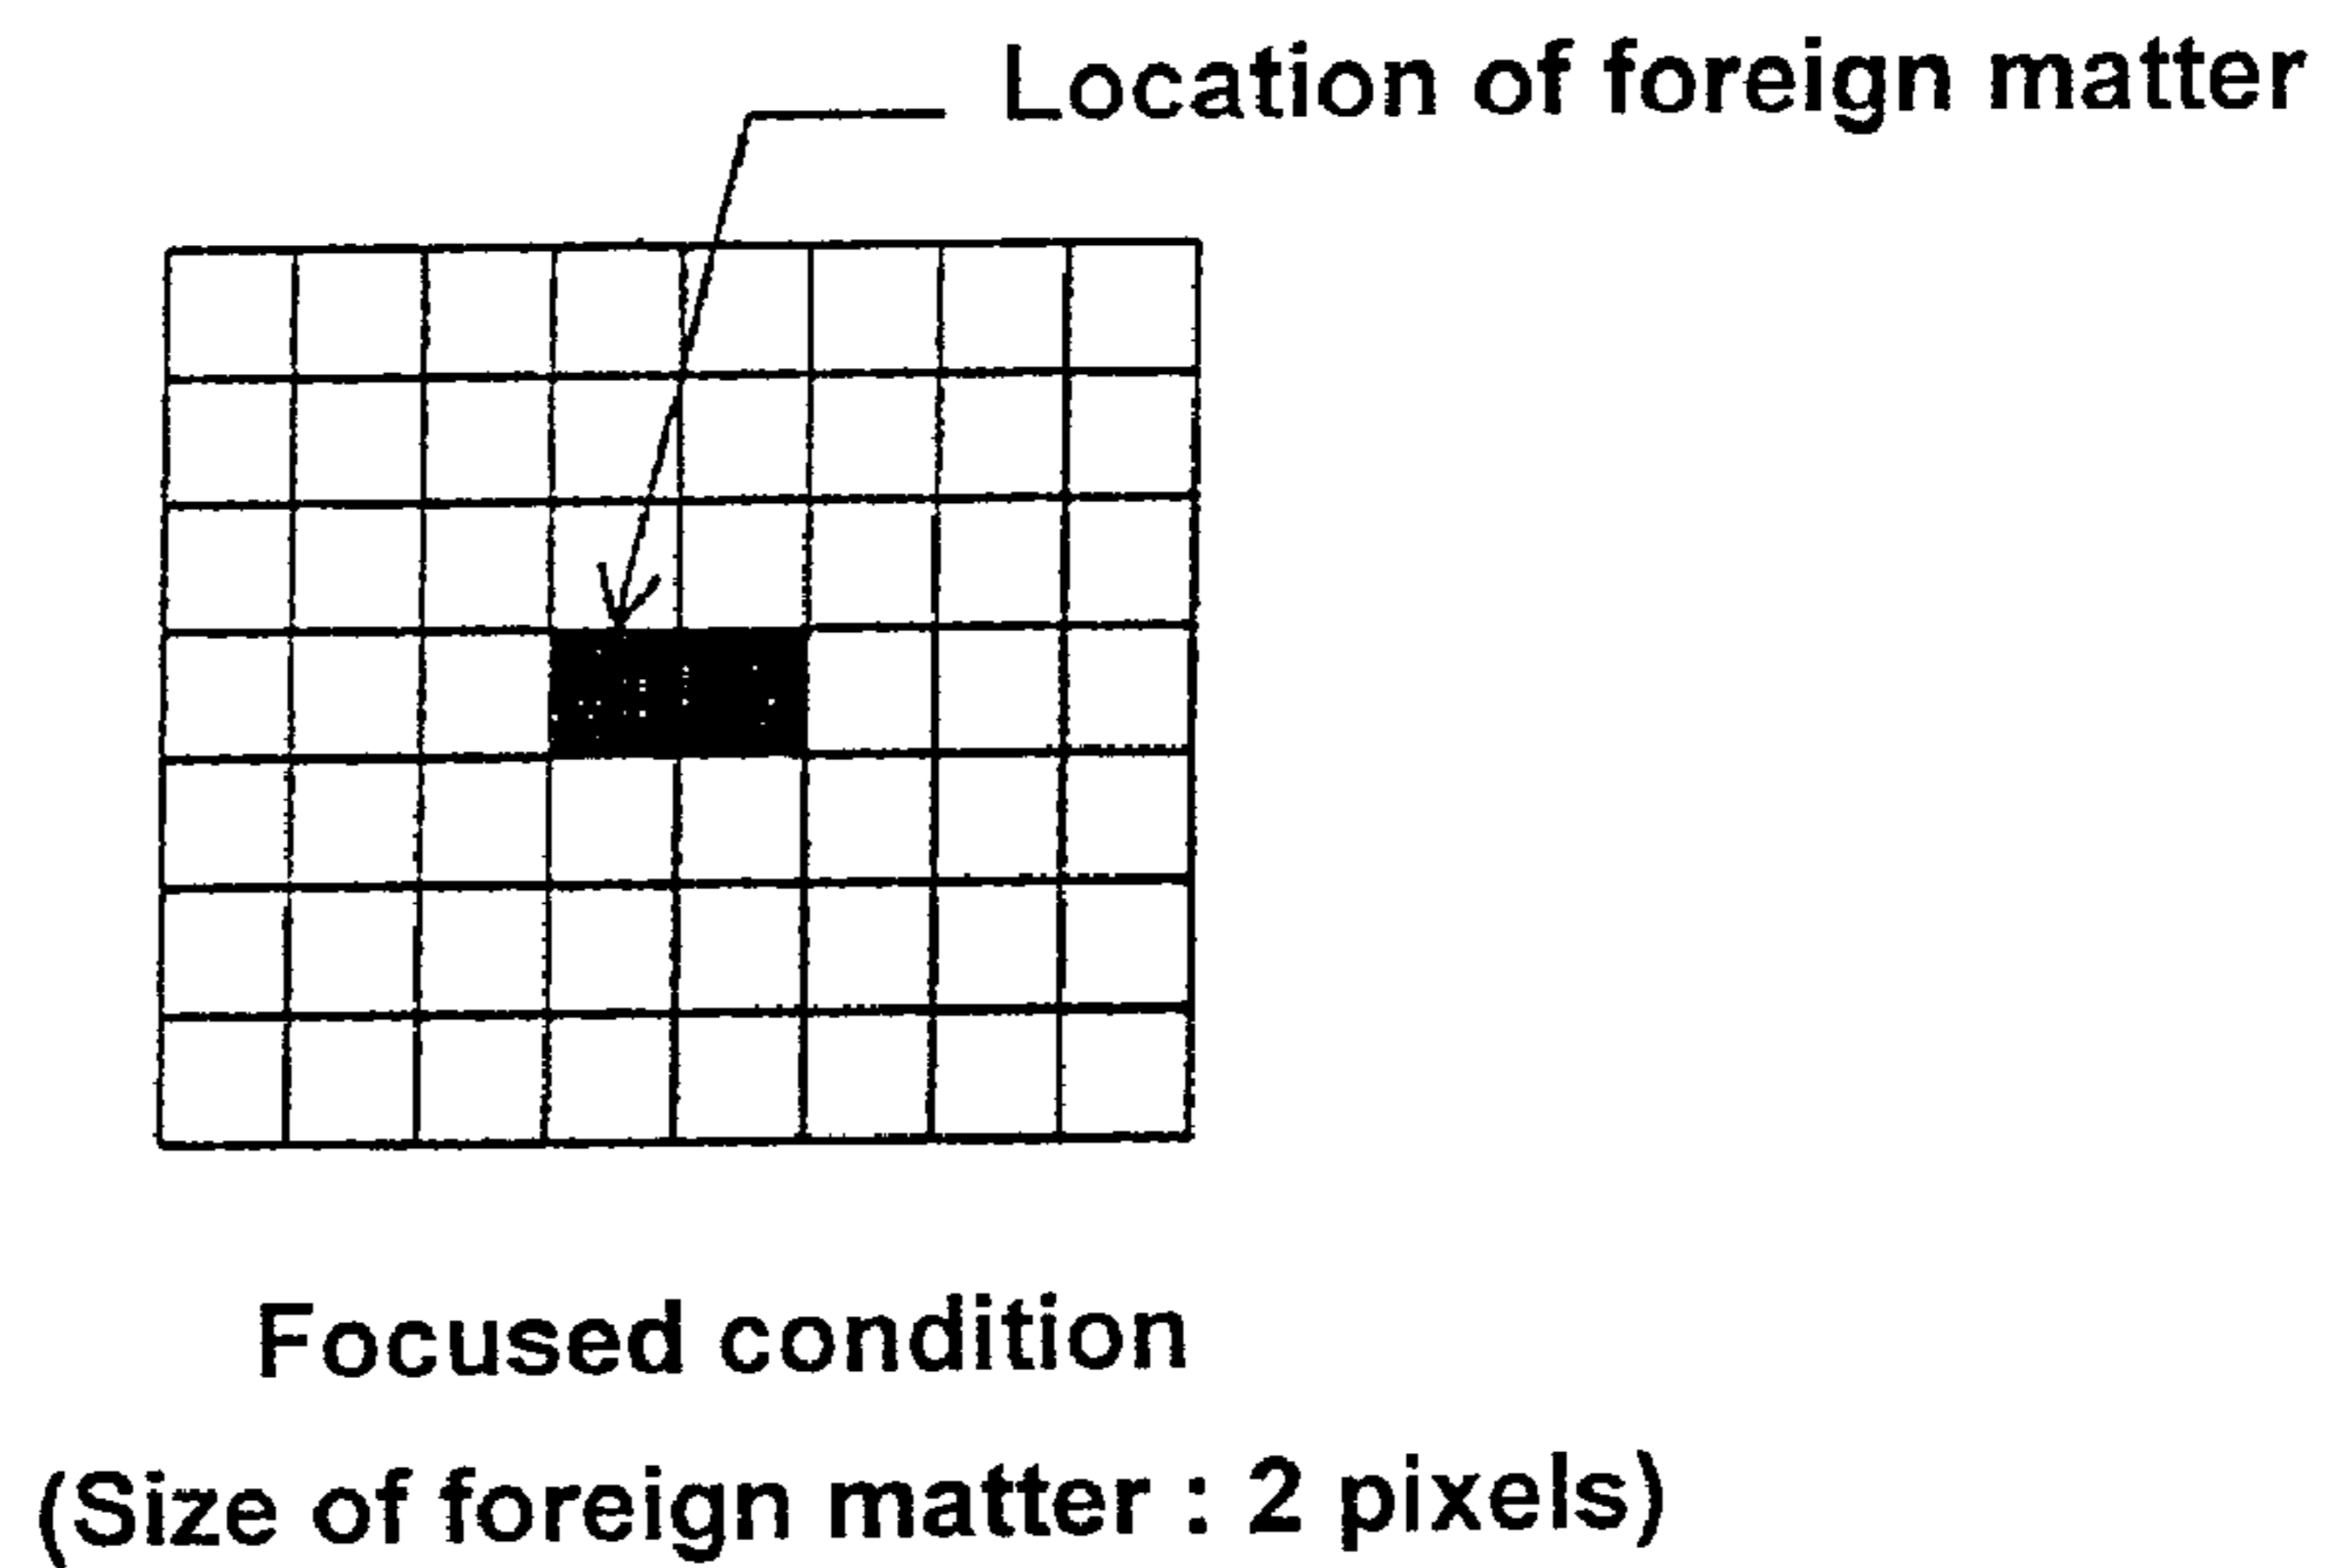 Location of foreign matter
Focused condition
(Size of foreign matter : 2 pixels)